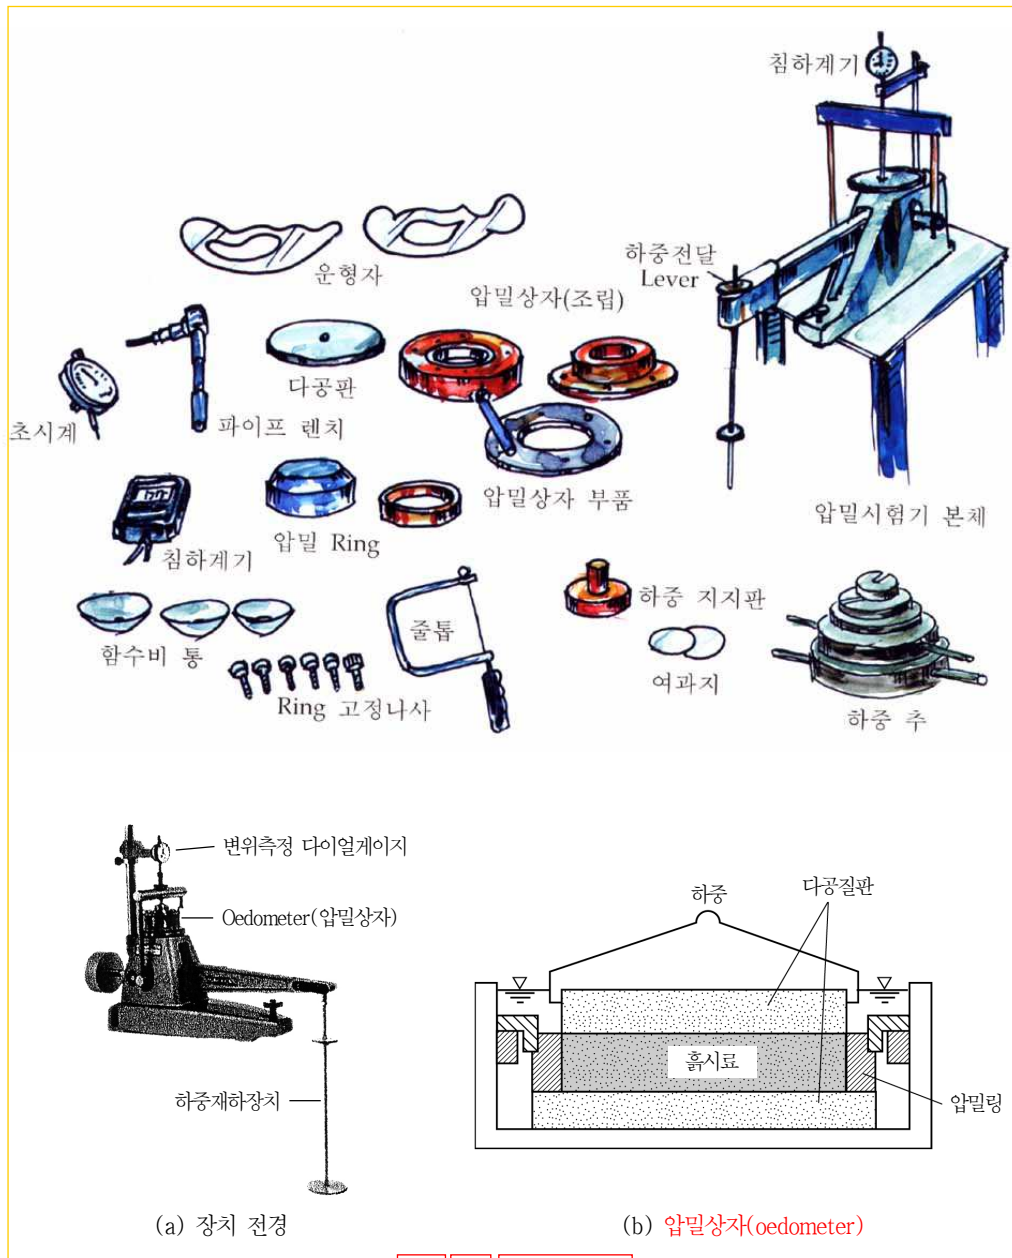 침하계기
하중전달
Lever
운형자
압밀상자(조립)
다공판
초시계
파이프 렌치
압밀상자 부품
압밀시험기 본체
압밀 Ring
침하계기
하중 지지판
줄톱
함수비 통
여과지
Ring 고정나사
하중 추
변위측정 다이얼게이지
Oedometer(압밀상자)
하중재하장치
(a) 장치 전경
하중
다공질판
흙시료
압밀링
(b) 압밀상자(oedometer)